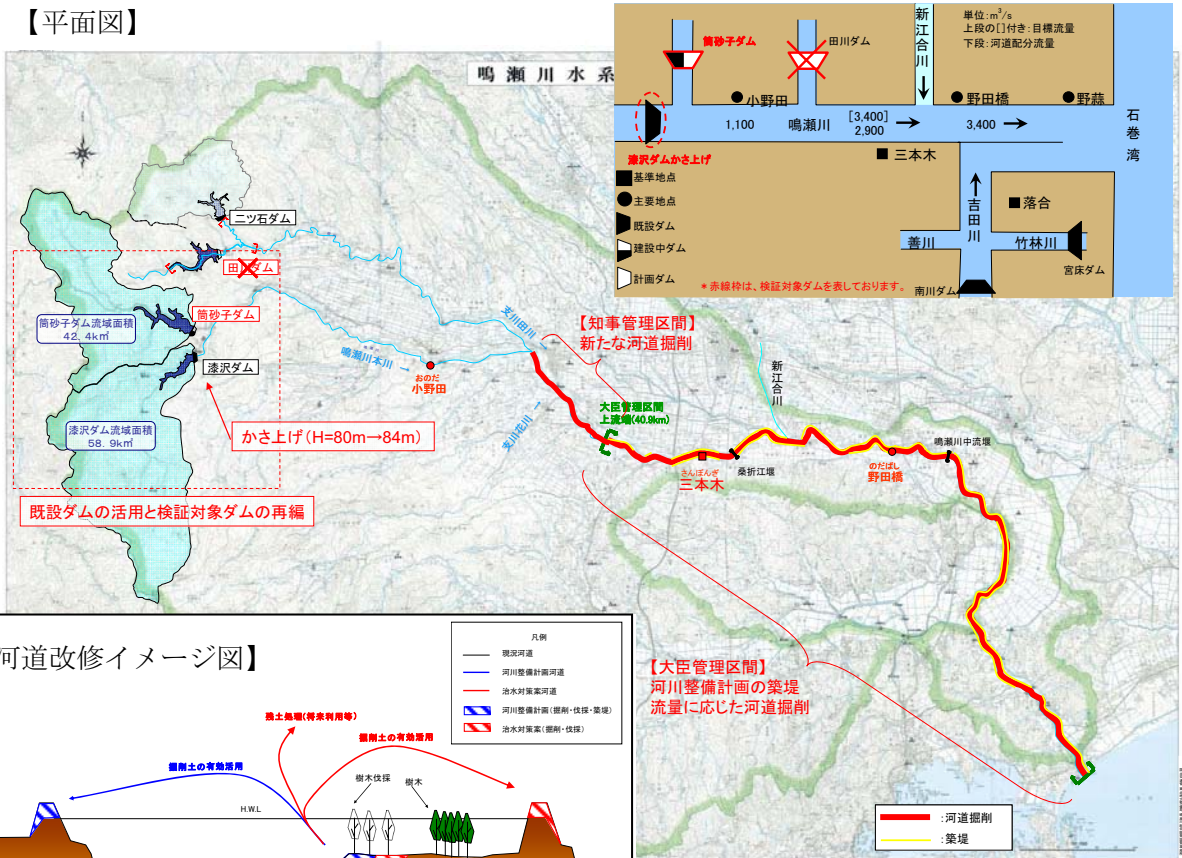 【平面図】
鳴瀬川水系
単位:m³/s
上段の[]付き:目標流量
下段:河道配分流量
新江合川
筒砂子ダム
田川ダム
小野田
野田橋
野蒜
1,100
鳴瀬川
[3,400]
2,900
3,400
石巻湾
漆沢ダムかさ上げ
三本木
基準地点
主要地点
既設ダム
建設中ダム
計画ダム
吉田川
落合
善川
竹林川
宮床ダム
南川ダム
*赤線枠は、検証対象ダムを表しております。
二ツ石ダム
田川ダム
筒砂子ダム
筒砂子ダム流域面積
42.4km²
漆沢ダム
漆沢ダム流域面積
58.9km²
かさ上げ(H=80m→84m)
既設ダムの活用と検証対象ダムの再編
鳴瀬川本川 →
おのだ
小野田
支川田川
支川花川 →
【知事管理区間】
新たな河道掘削
大臣管理区間
上流端(40.9km)
新江合川
さんぼんぎ
三本木
桑折江堰
のだばし
野田橋
鳴瀬川中流堰
【大臣管理区間】
河川整備計画の築堤
流量に応じた河道掘削
:河道掘削
:築堤
河道改修イメージ図】
凡例
現況河道
河川整備計画河道
治水対策案河道
河川整備計画(掘削・伐採・築堤)
治水対策案(掘削・伐採)
残土処理(将来利用等)
掘削土の有効活用
掘削土の有効活用
樹木伐採
樹木
H.W.L